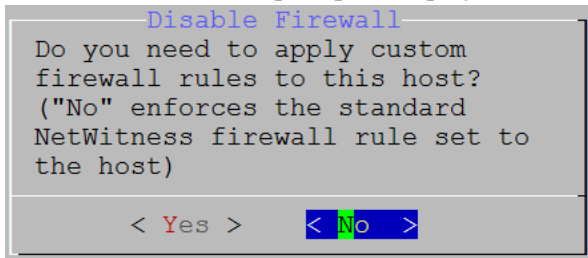 Disable Firewall
Do you need to apply custom
firewall rules to this host?
("No" enforces the standard
NetWitness firewall rule set to
the host)
< Yes > < No >